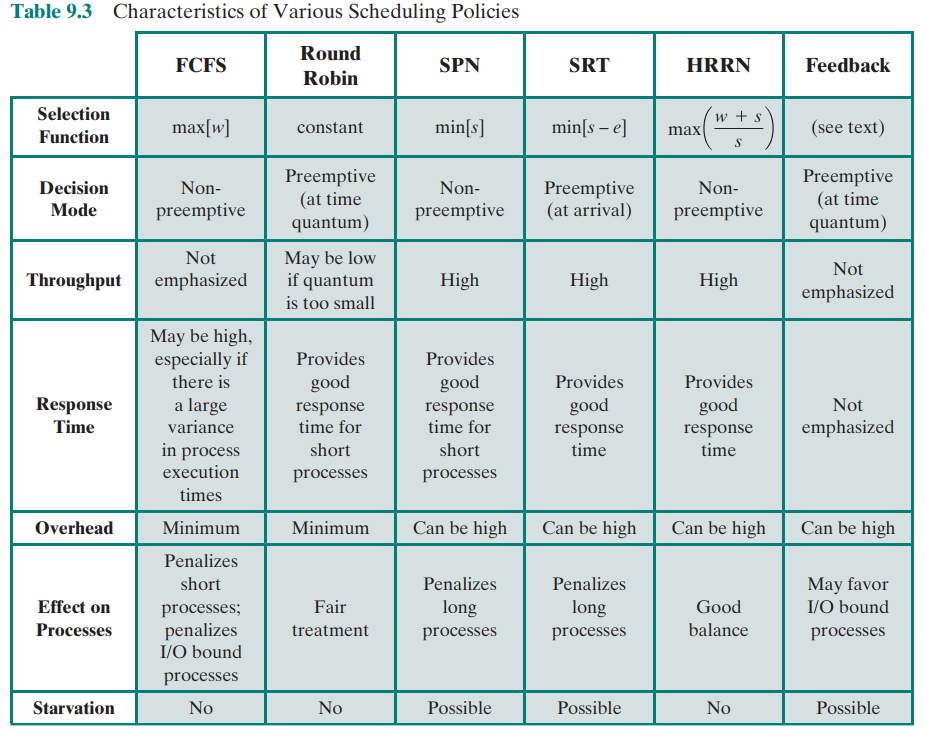 Table 9.3 Characteristics of Various Scheduling Policies
FCFS
Round
Robin
SPN
SRT
HRRN
Feedback
Selection
Function
max[w]
constant
min[s]
min[s – e]
max((w + s)/s)
(see text)
Decision
Mode
Non-
preemptive
Preemptive
(at time
quantum)
Non-
preemptive
Preemptive
(at arrival)
Non-
preemptive
Preemptive
(at time
quantum)
Throughput
Not
emphasized
May be low
if quantum
is too small
High
High
High
Not
emphasized
Response
Time
May be high,
especially if
there is
a large
variance
in process
execution
times
Provides
good
response
time for
short
processes
Provides
good
response
time for
short
processes
Provides
good
response
time
Provides
good
response
time
Not
emphasized
Overhead
Minimum
Minimum
Can be high
Can be high
Can be high
Can be high
Effect on
Processes
Penalizes
short
processes;
penalizes
I/O bound
processes
Fair
treatment
Penalizes
long
processes
Penalizes
long
processes
Good
balance
May favor
I/O bound
processes
Starvation
No
No
Possible
Possible
No
Possible